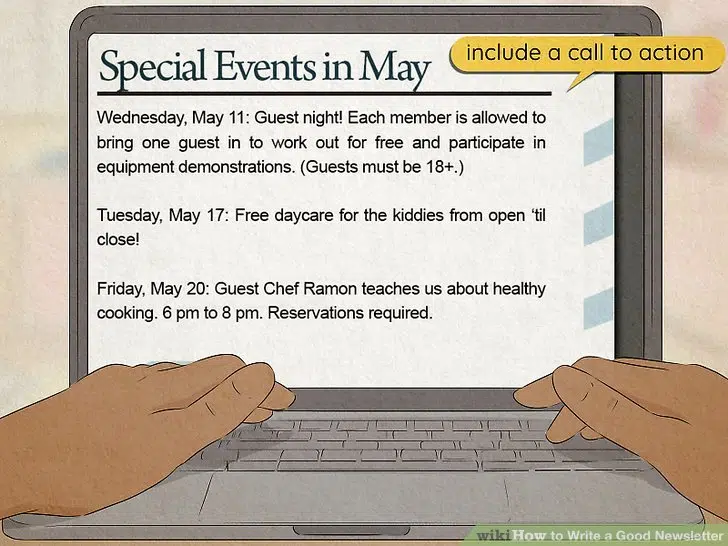 Special Events in May
include a call to action
Wednesday, May 11: Guest night! Each member is allowed to
bring one guest in to work out for free and participate in
equipment demonstrations. (Guests must be 18+.)
Tuesday, May 17: Free daycare for the kiddies from open ‘til
close!
Friday, May 20: Guest Chef Ramon teaches us about healthy
cooking. 6 pm to 8 pm. Reservations required.
wikiHow to Write a Good Newsletter